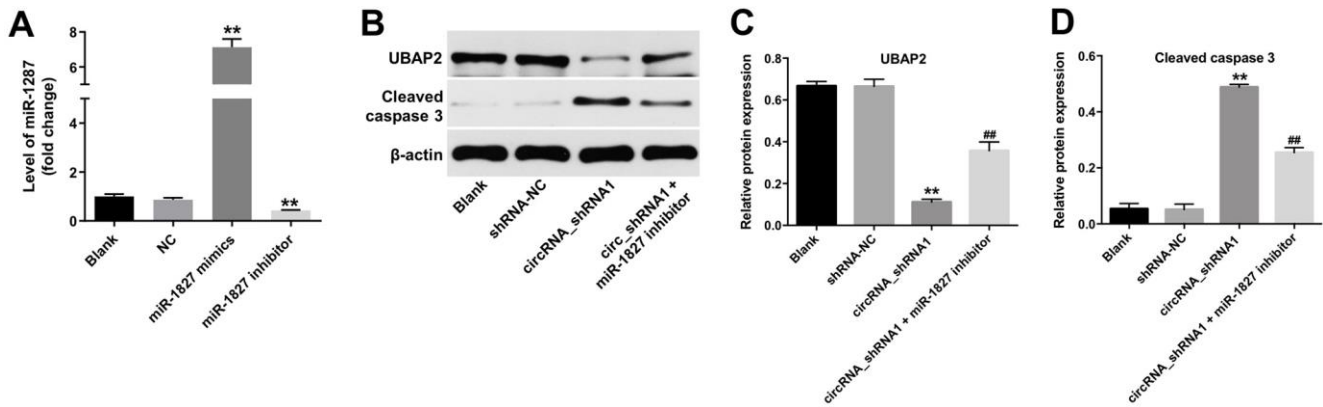 A
Level of miR-1287
(fold change)
8
6
2
1
0
**
**
Blank
NC
miR-1827 mimics
miR-1827 inhibitor
B
UBAP2
Cleaved
caspase 3
β-actin
Blank
shRNA-NC
circRNA_shRNA1
circ_shRNA1 +
miR-1827 inhibitor
C
UBAP2
Relative protein expression
0.8
0.6
0.4
0.2
0.0
**
##
Blank
shRNA-NC
circRNA_shRNA1
circRNA_shRNA1 + miR-1827 inhibitor
D
Cleaved caspase 3
Relative protein expression
0.6
0.4
0.2
0.0
**
##
Blank
shRNA-NC
circRNA_shRNA1
circRNA_shRNA1 + miR-1827 inhibitor